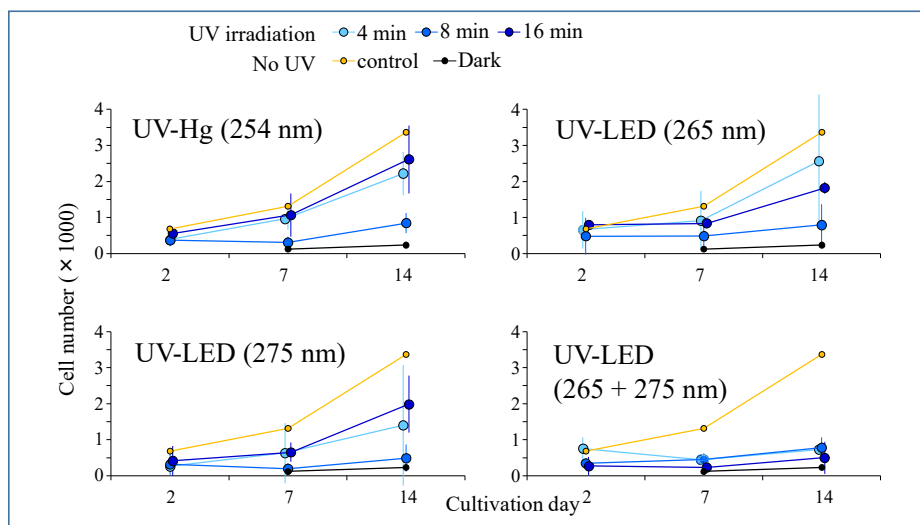 UV irradiation 4 min 8 min 16 min
No UV control Dark
UV-Hg (254 nm)
4
3
2
1
0
2 7 14
UV-LED (265 nm)
4
3
2
1
0
2 7 14
Cell number (×1000)
UV-LED (275 nm)
4
3
2
1
0
2 7 14
UV-LED
(265 + 275 nm)
4
3
2
1
0
2 7 14
Cultivation day